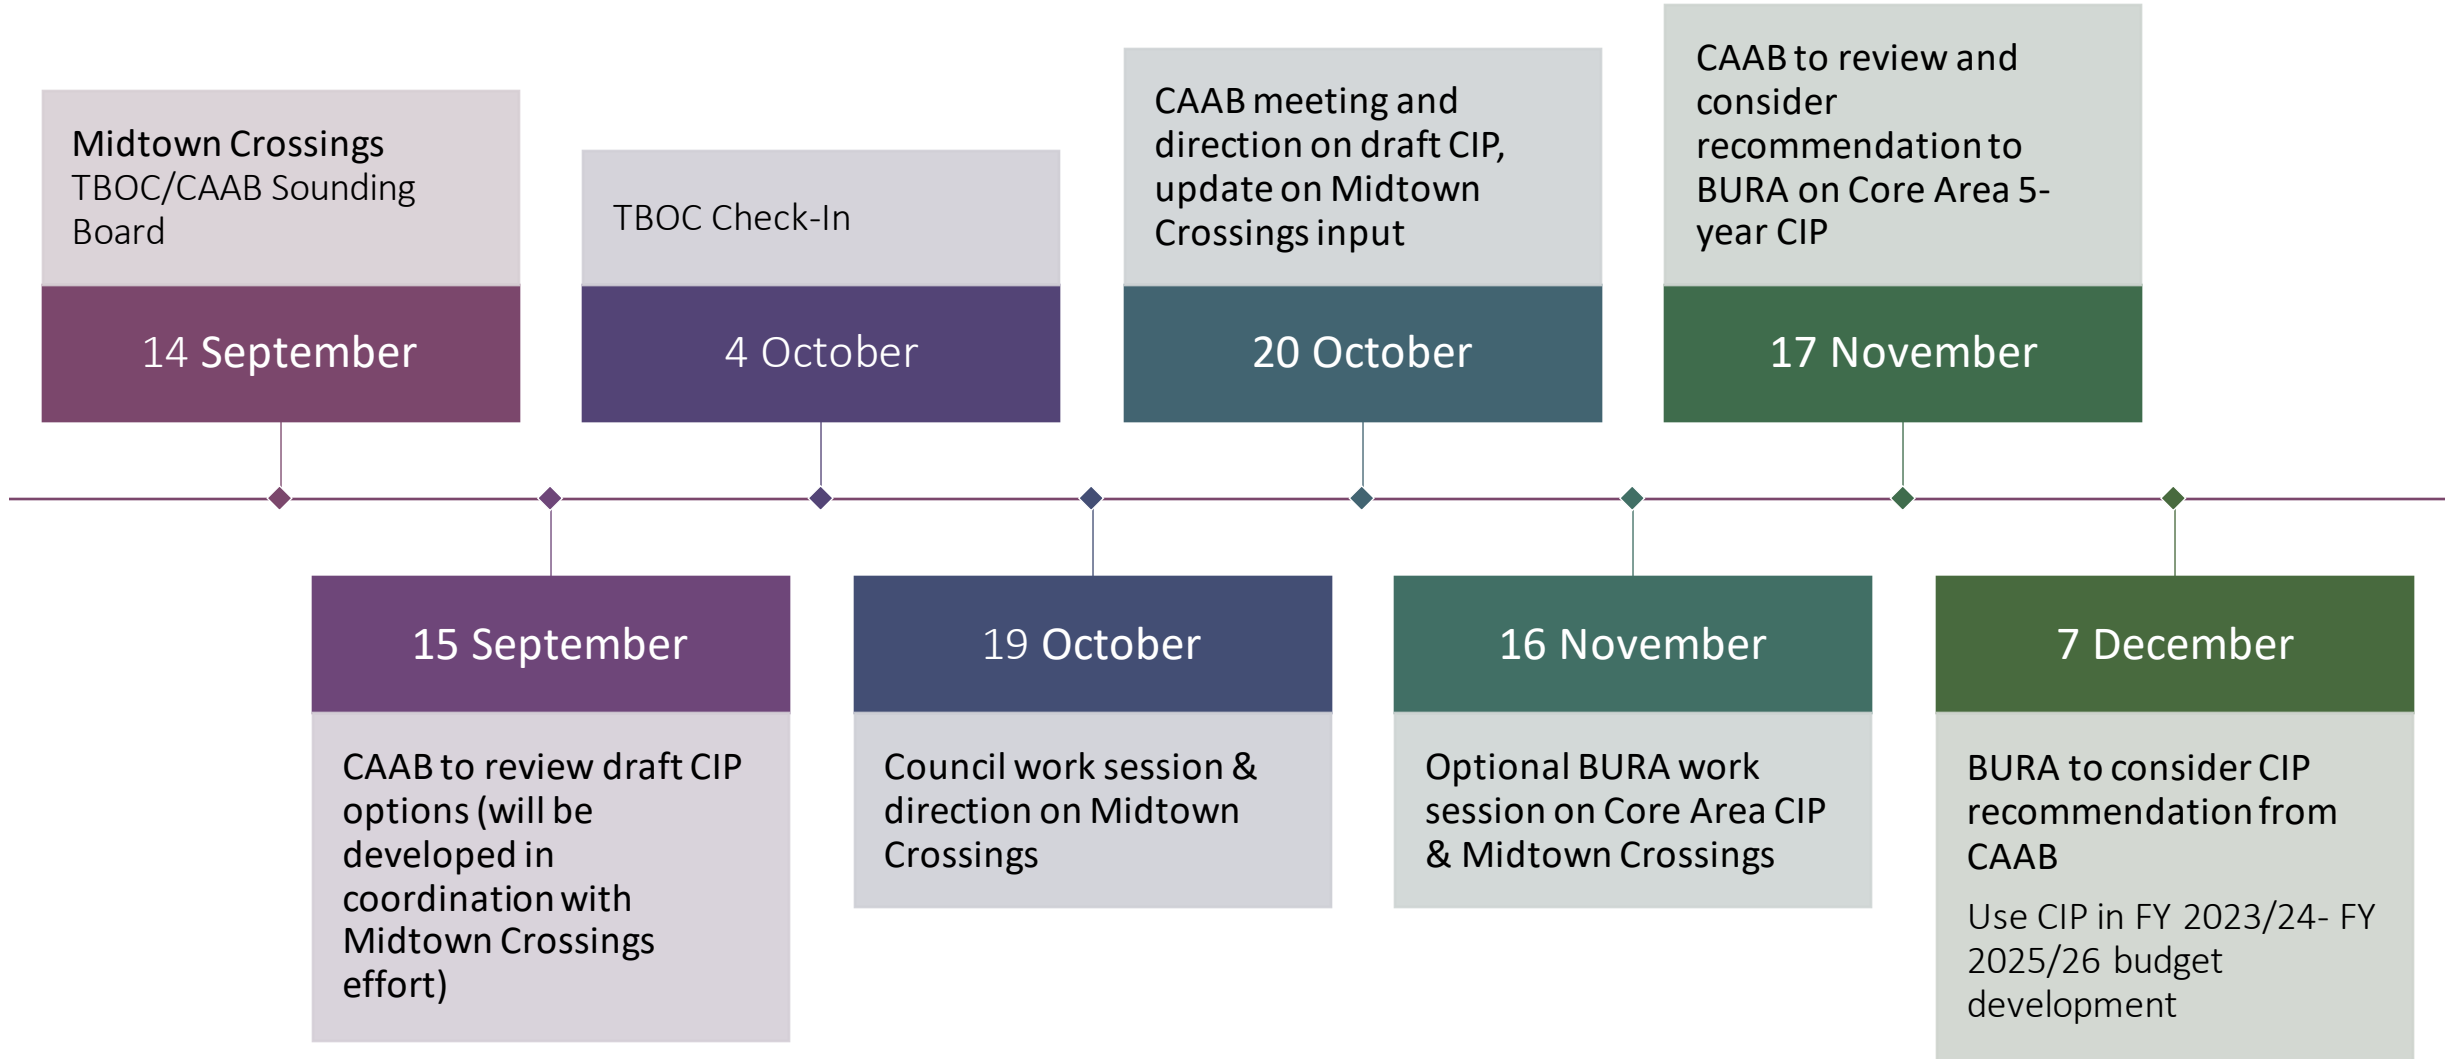 Midtown Crossings
TBOC/CAAB Sounding
Board
14 September
15 September
CAAB to review draft CIP
options (will be
developed in
coordination with
Midtown Crossings
effort)
TBOC Check-In
4 October
19 October
Council work session &
direction on Midtown
Crossings
CAAB meeting and
direction on draft CIP,
update on Midtown
Crossings input
20 October
16 November
Optional BURA work
session on Core Area CIP
& Midtown Crossings
CAAB to review and
consider
recommendation to
BURA on Core Area 5-
year CIP
17 November
7 December
BURA to consider CIP
recommendation from
CAAB
Use CIP in FY 2023/24- FY
2025/26 budget
development